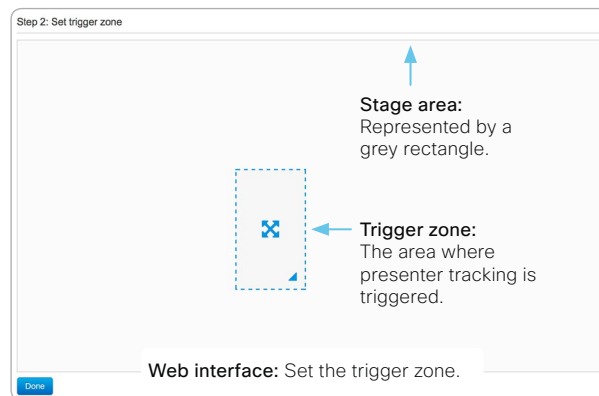 Step 2: Set trigger zone
Stage area:
Represented by a
grey rectangle.
Trigger zone:
The area where
presenter tracking is
triggered.
Web interface: Set the trigger zone.
Done